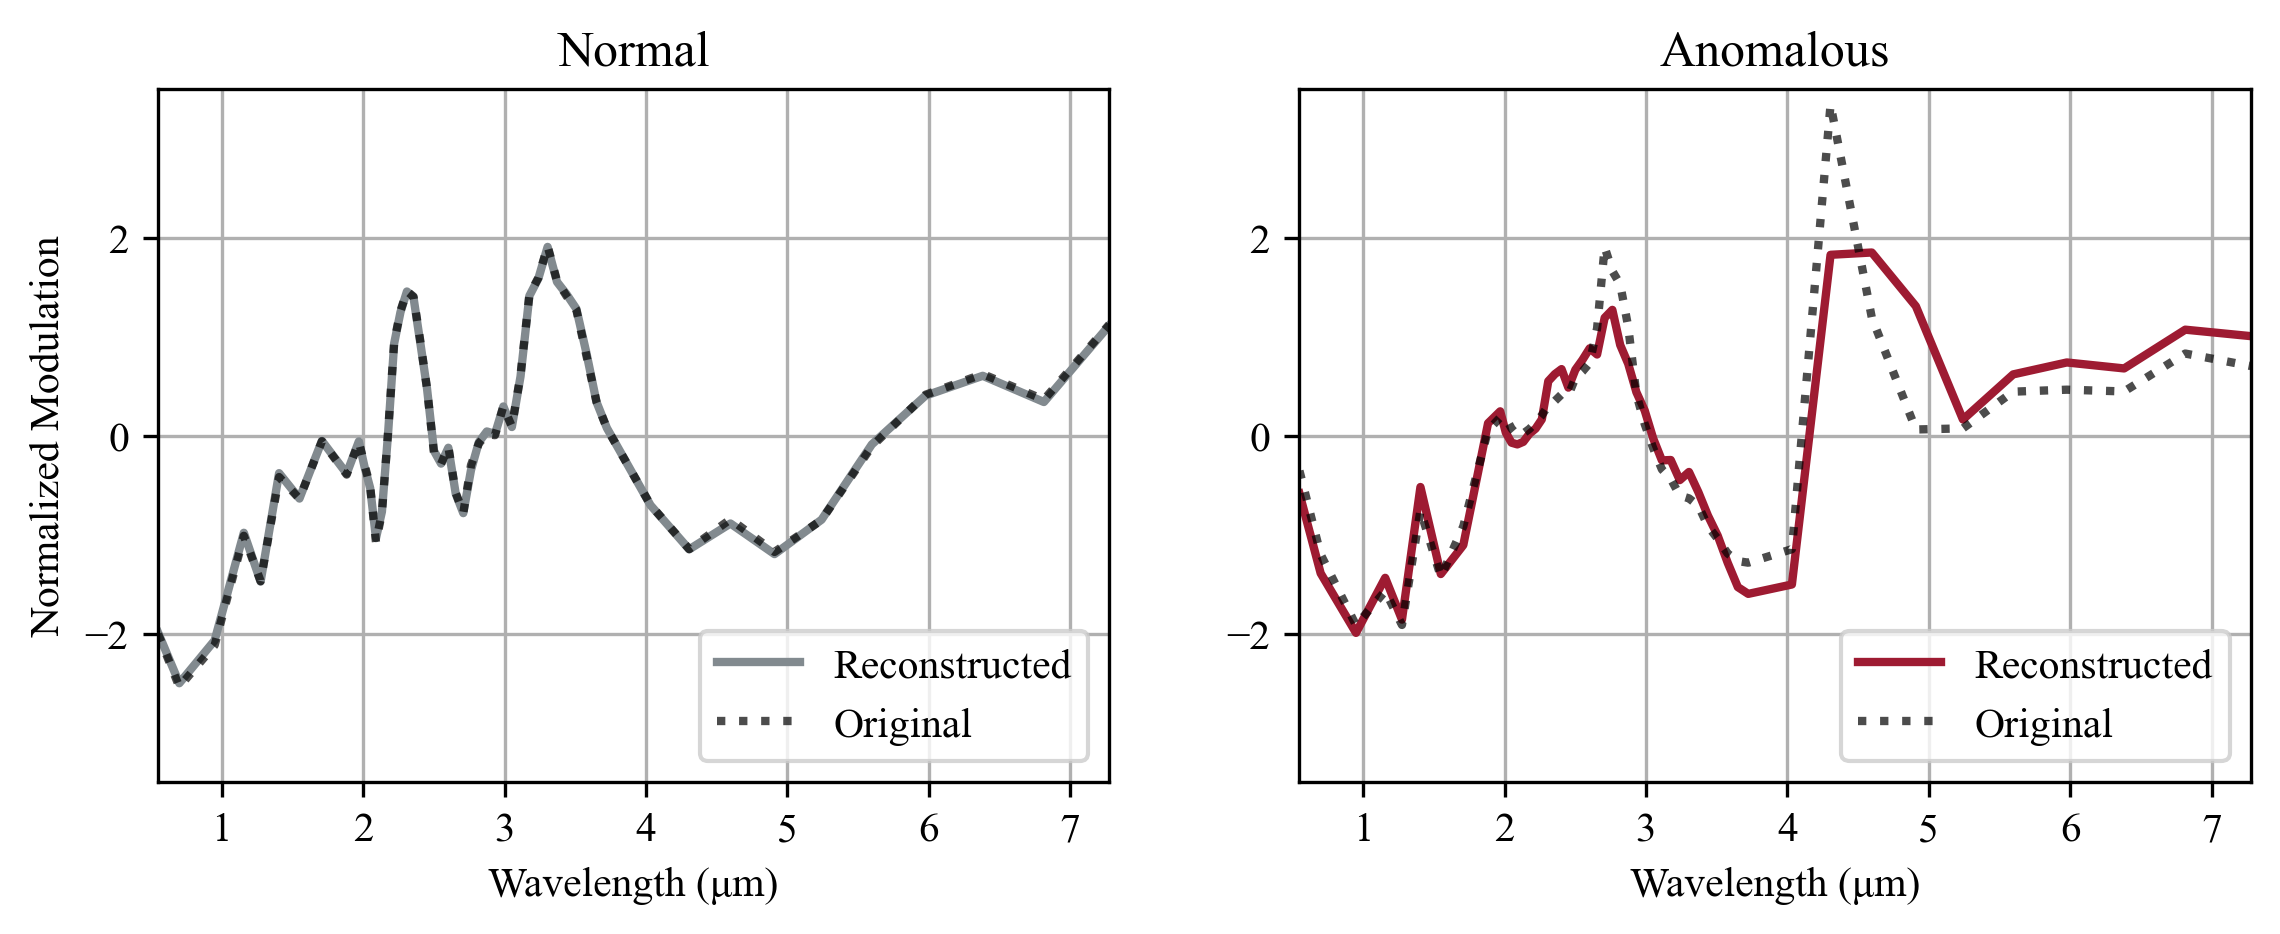 Normal
Normalized Modulation
2
0
−2
1 2 3 4 5 6 7
Wavelength (μm)
Reconstructed
Original
Anomalous
2
0
−2
1 2 3 4 5 6 7
Wavelength (μm)
Reconstructed
Original